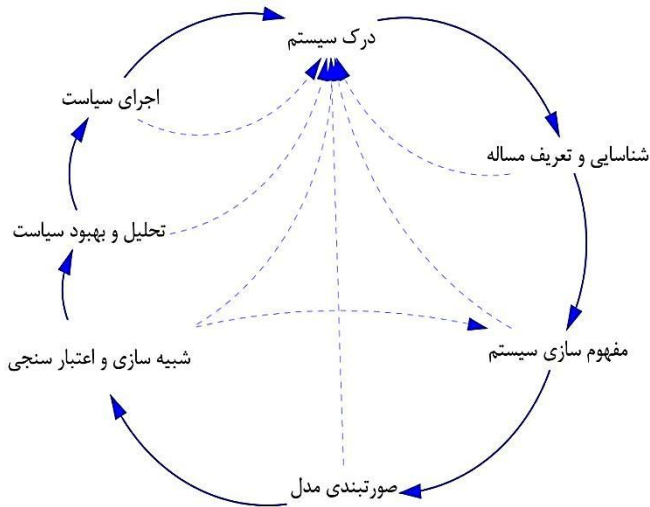 درک سیستم
شناسایی و تعریف مساله
مفهوم سازی سیستم
صورتبندی مدل
شبیه سازی و اعتبار سنجی
تحلیل و بهبود سیاست
اجرای سیاست